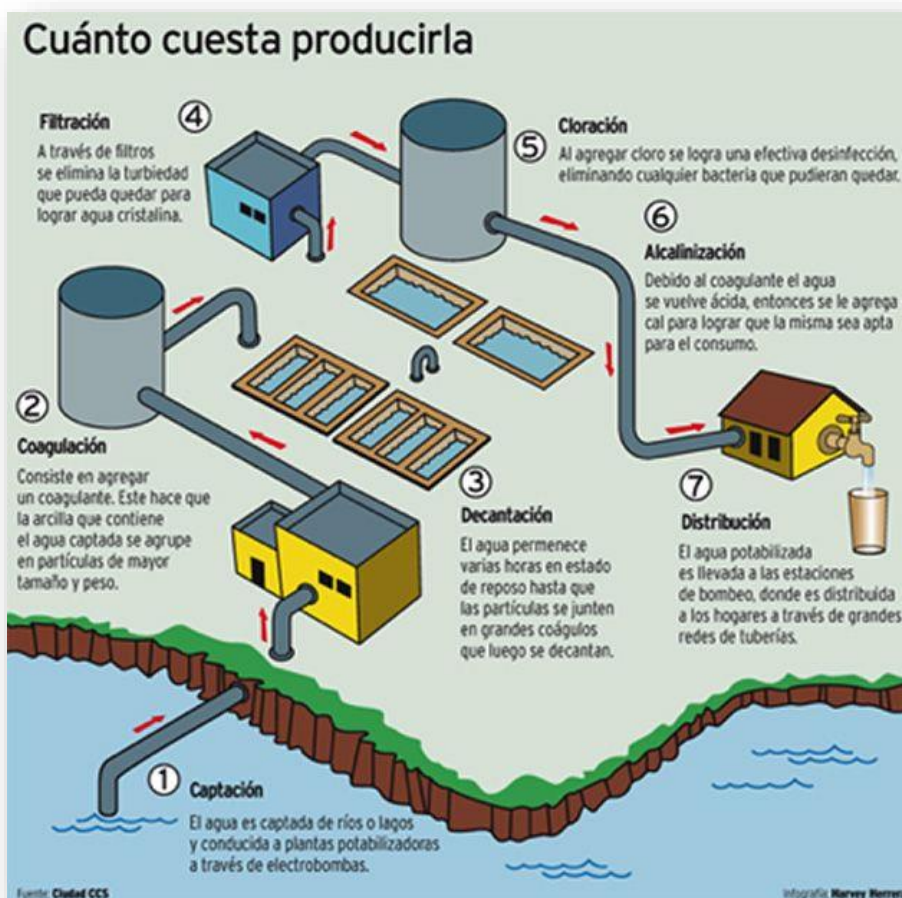 Cuánto cuesta producirla
④
Filtración
A través de filtros
se elimina la turbiedad
que pueda quedar para
lograr agua cristalina.
⑤
Cloración
Al agregar cloro se logra una efectiva desinfección,
eliminando cualquier bacteria que pudieran quedar.
⑥
Alcalinización
Debido al coagulante el agua
se vuelve ácida, entonces se le agrega
cal para lograr que la misma sea apta
para el consumo.
②
Coagulación
Consiste en agregar
un coagulante. Este hace que
la arcilla que contiene
el agua captada se agrupe
en partículas de mayor
tamaño y peso.
③
Decantación
El agua permenece
varias horas en estado
de reposo hasta que
las partículas se junten
en grandes coágulos
que luego se decantan.
⑦
Distribución
El agua potabilizada
es llevada a las estaciones
de bombeo, donde es distribuida
a los hogares a través de grandes
redes de tuberías.
①
Captación
El agua es captada de ríos o lagos
y conducida a plantas potabilizadoras
a través de electrobombas.
Fuente: Ciudad CCS
Infografía: Harvey Herrera